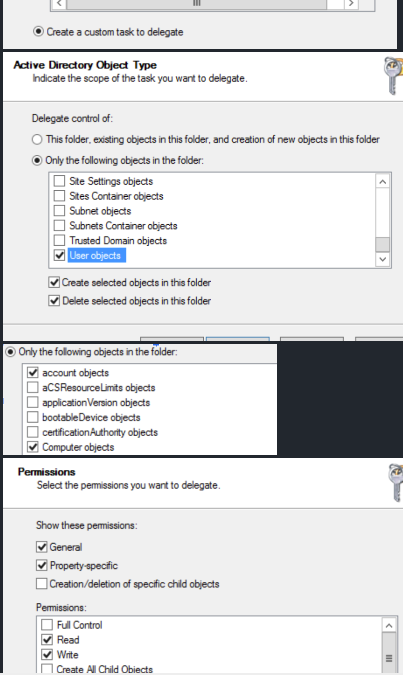 Create a custom task to delegate
Active Directory Object Type
Indicate the scope of the task you want to delegate.
Delegate control of:
This folder, existing objects in this folder, and creation of new objects in this folder
Only the following objects in the folder:
Site Settings objects
Sites Container objects
Subnet objects
Subnets Container objects
Trusted Domain objects
User objects
Create selected objects in this folder
Delete selected objects in this folder
Only the following objects in the folder:
account objects
aCSResourceLimits objects
applicationVersion objects
bootableDevice objects
certificationAuthority objects
Computer objects
Permissions
Select the permissions you want to delegate.
Show these permissions:
General
Property-specific
Creation/deletion of specific child objects
Permissions:
Full Control
Read
Write
Create All Child Objects